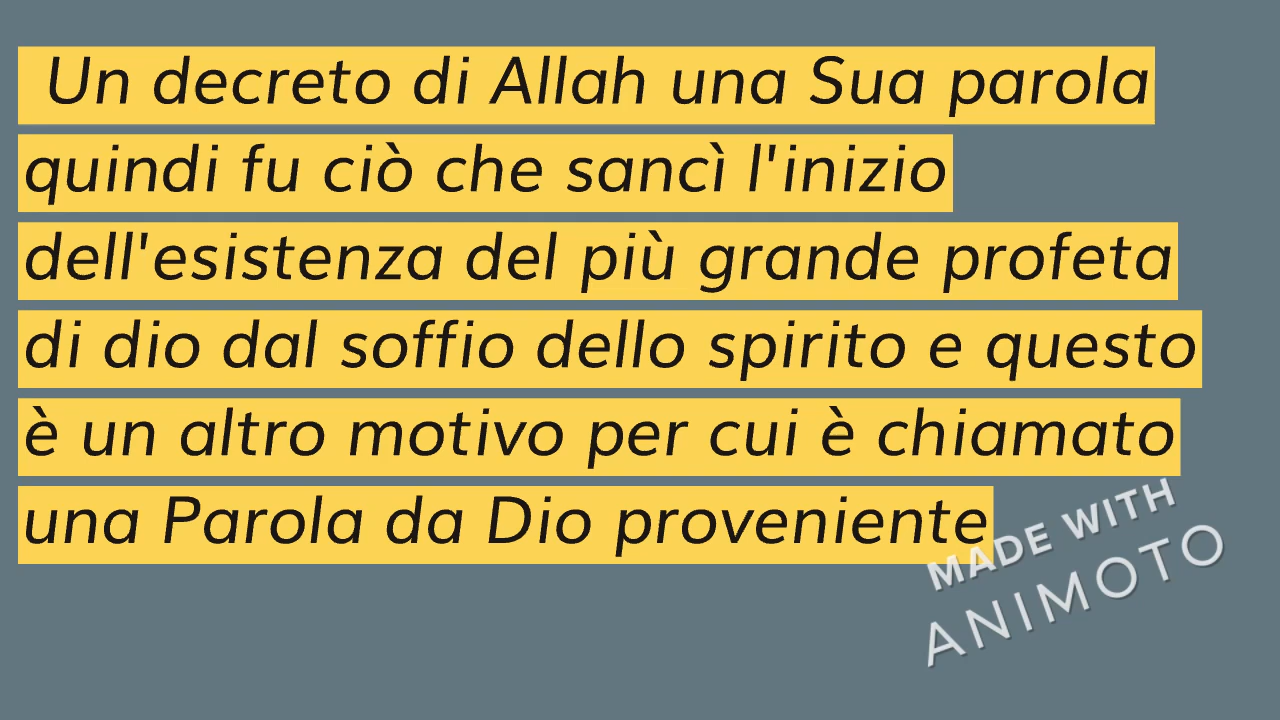 Un decreto di Allah una Sua parola
quindi fu ciò che sancì l'inizio
dell'esistenza del più grande profeta
di dio dal soffio dello spirito e questo
è un altro motivo per cui è chiamato
una Parola da Dio proveniente
MADE WITH
ANIMOTO